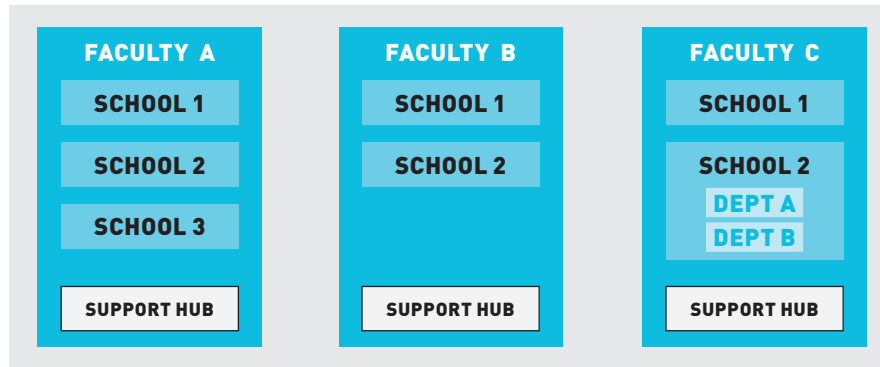 FACULTY A
SCHOOL 1
SCHOOL 2
SCHOOL 3
SUPPORT HUB
FACULTY B
SCHOOL 1
SCHOOL 2
SUPPORT HUB
FACULTY C
SCHOOL 1
SCHOOL 2
DEPT A
DEPT B
SUPPORT HUB